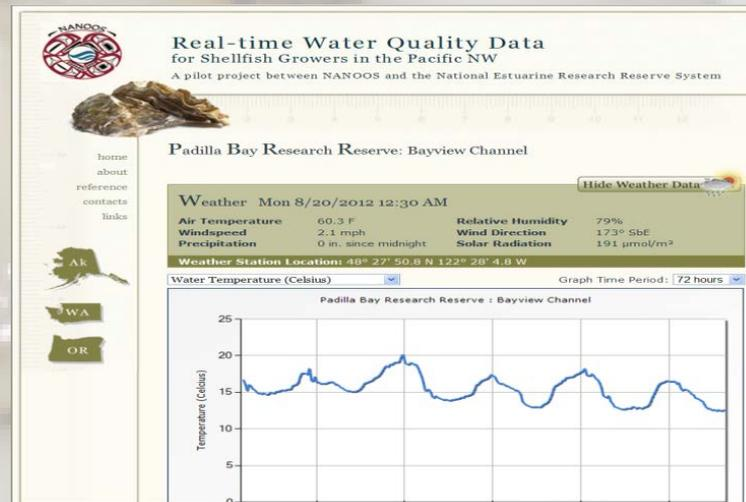 NANOOS
Real-time Water Quality Data
for Shellfish Growers in the Pacific NW
A pilot project between NANOOS and the National Estuarine Research Reserve System
home
about
reference
contacts
links
Ak
WA
OR
Padilla Bay Research Reserve: Bayview Channel
Hide Weather Data
Weather Mon 8/20/2012 12:30 AM
Air Temperature 60.3 F Relative Humidity 79%
Windspeed 2.1 mph Wind Direction 173° SbE
Precipitation 0 in. since midnight Solar Radiation 191 µmol/m²
Weather Station Location: 48° 27' 50.8 N 122° 28' 4.8 W
Water Temperature (Celsius) Graph Time Period: 72 hours
Padilla Bay Research Reserve : Bayview Channel
Temperature (Celcius)
25
20
15
10
5
0